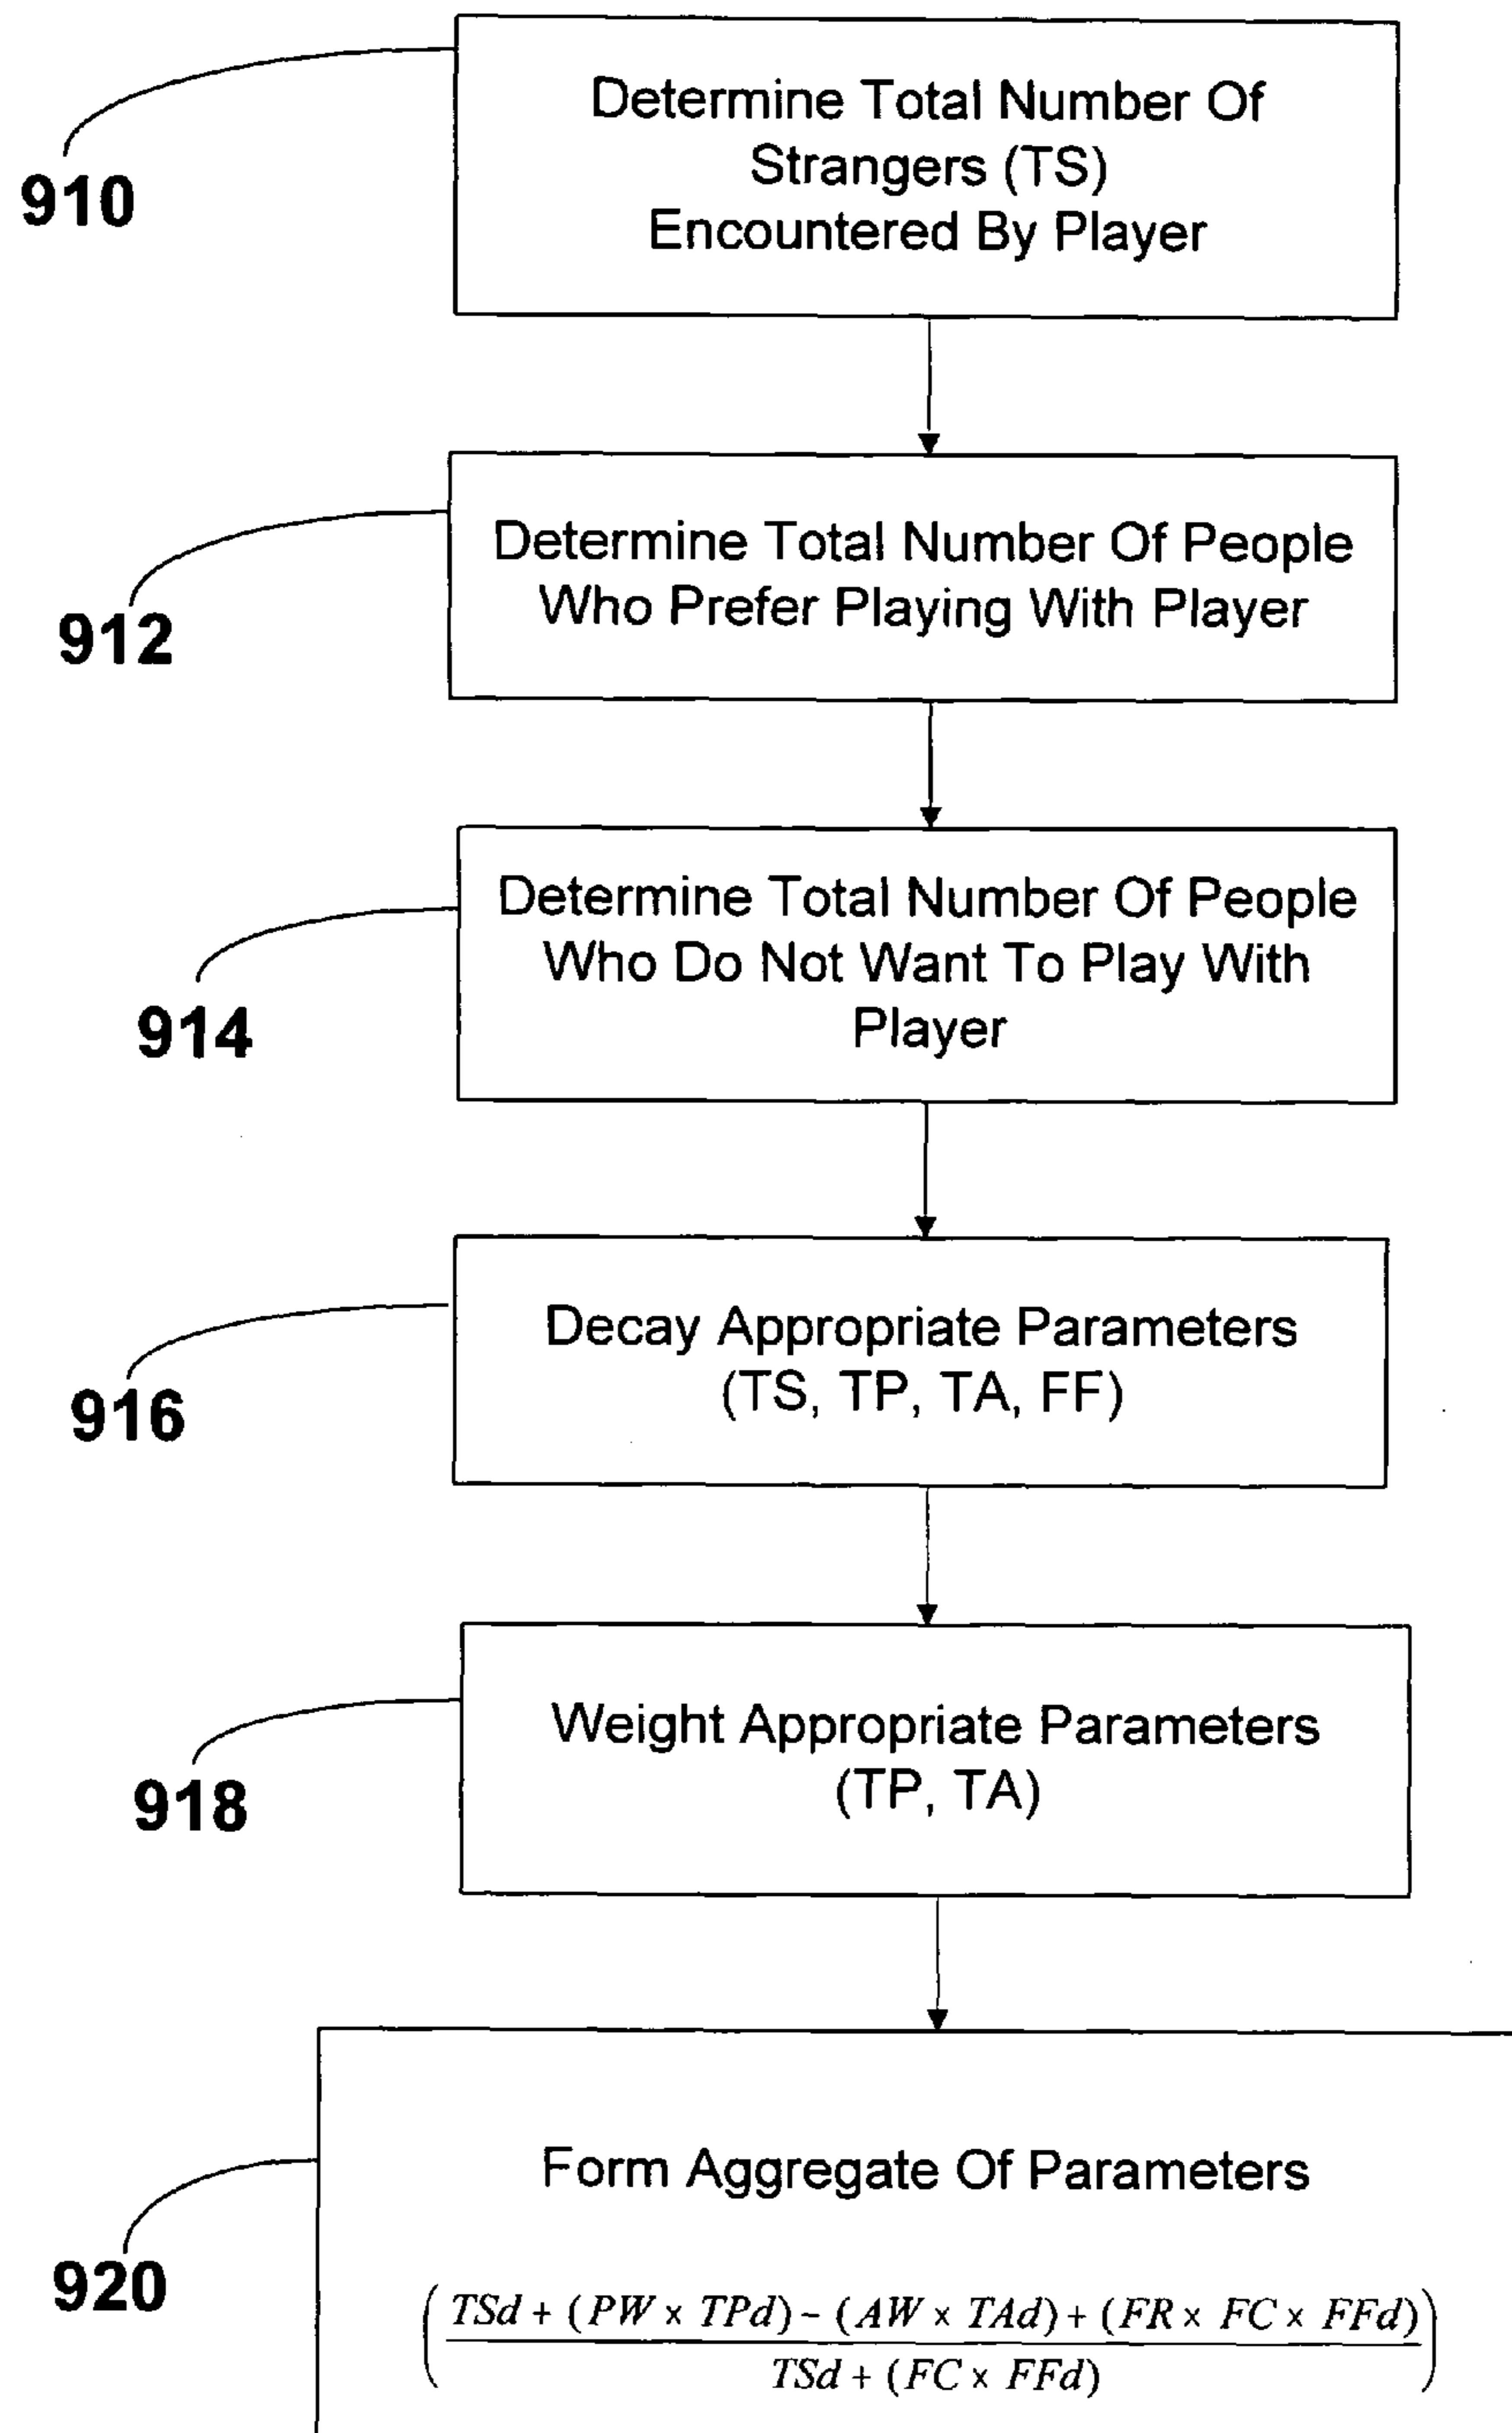 Determine Total Number Of
Strangers (TS)
Encountered By Player
910
Determine Total Number Of People
Who Prefer Playing With Player
912
Determine Total Number Of People
Who Do Not Want To Play With
Player
914
Decay Appropriate Parameters
(TS, TP, TA, FF)
916
Weight Appropriate Parameters
(TP, TA)
918
Form Aggregate Of Parameters
920
TSd + (PW × TPd) − (AW × TAd) + (FR × FC × FFd)
TSd + (FC × FFd)